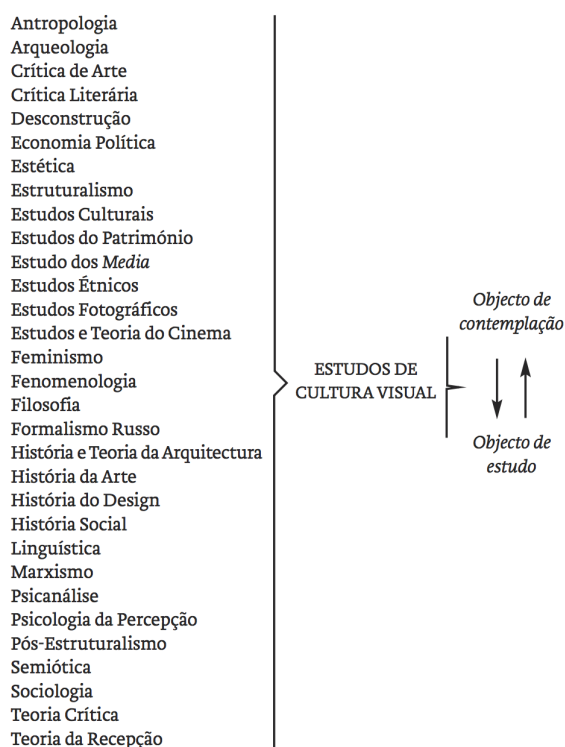 Antropologia
Arqueologia
Crítica de Arte
Crítica Literária
Desconstrução
Economia Política
Estética
Estruturalismo
Estudos Culturais
Estudos do Património
Estudo dos Media
Estudos Étnicos
Estudos Fotográficos
Estudos e Teoria do Cinema
Feminismo
Fenomenologia
Filosofia
Formalismo Russo
História e Teoria da Arquitectura
História da Arte
História do Design
História Social
Linguística
Marxismo
Psicanálise
Psicologia da Percepção
Pós-Estruturalismo
Semiótica
Sociologia
Teoria Crítica
Teoria da Recepção
ESTUDOS DE
CULTURA VISUAL
Objecto de
contemplação
Objecto de
estudo